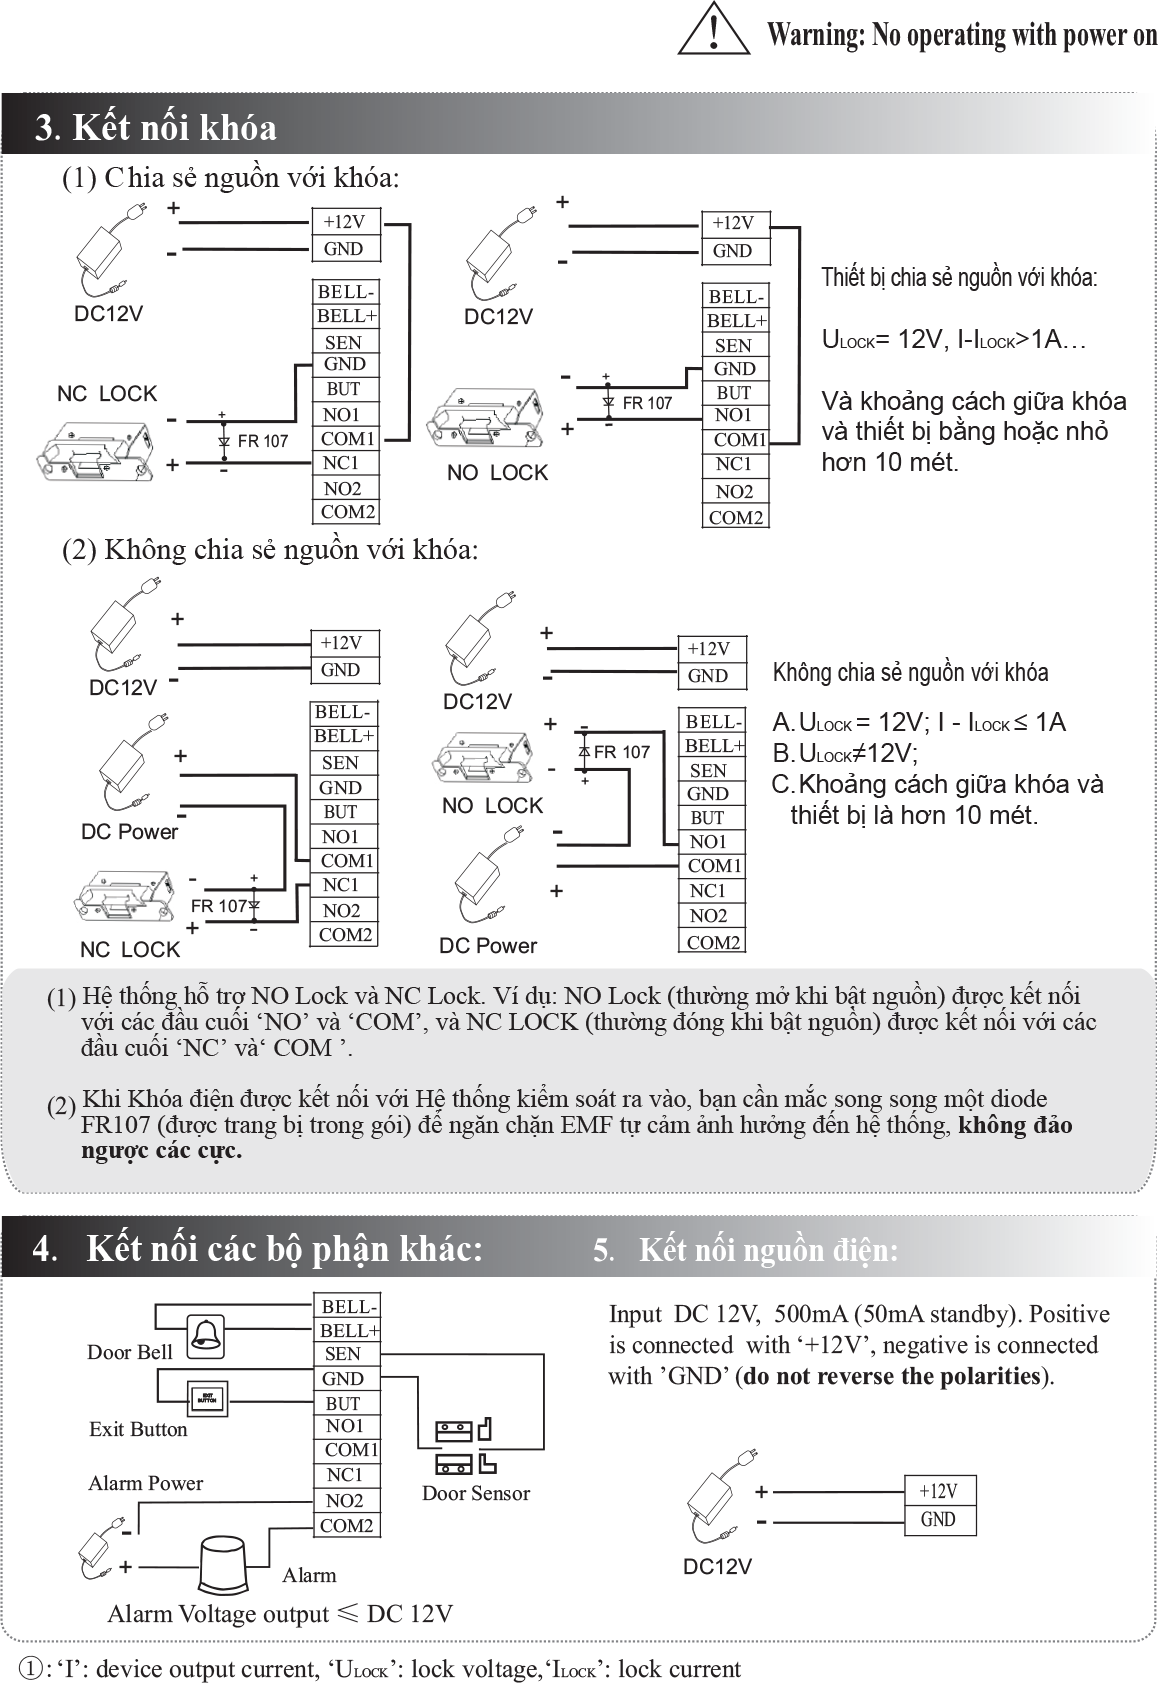 Warning: No operating with power on
3. Kết nối khóa
(1) Chia sẻ nguồn với khóa:
+
-
DC12V
+12V
GND
BELL-
BELL+
SEN
GND
BUT
NO1
COM1
NC1
NO2
COM2
NC LOCK
-
+
+
FR 107
-
+
-
DC12V
+12V
GND
BELL-
BELL+
SEN
GND
BUT
NO1
COM1
NC1
NO2
COM2
-
+
+
FR 107
-
NO LOCK
Thiết bị chia sẻ nguồn với khóa:
ULOCK= 12V, I-ILOCK>1A…
Và khoảng cách giữa khóa
và thiết bị bằng hoặc nhỏ
hơn 10 mét.
(2) Không chia sẻ nguồn với khóa:
+
-
DC12V
+12V
GND
BELL-
BELL+
SEN
GND
BUT
NO1
COM1
NC1
NO2
COM2
+
-
DC Power
-
+
+
FR 107
-
NC LOCK
+
-
DC12V
+12V
GND
BELL-
BELL+
SEN
GND
BUT
NO1
COM1
NC1
NO2
COM2
+
-
-
FR 107
+
NO LOCK
-
+
DC Power
Không chia sẻ nguồn với khóa
A.ULOCK = 12V; I - ILOCK ≤ 1A
B.ULOCK≠12V;
C.Khoảng cách giữa khóa và
thiết bị là hơn 10 mét.
(1) Hệ thống hỗ trợ NO Lock và NC Lock. Ví dụ: NO Lock (thường mở khi bật nguồn) được kết nối
với các đầu cuối ‘NO’ và ‘COM’, và NC LOCK (thường đóng khi bật nguồn) được kết nối với các
đầu cuối ‘NC’ và‘ COM ’.
(2) Khi Khóa điện được kết nối với Hệ thống kiểm soát ra vào, bạn cần mắc song song một diode
FR107 (được trang bị trong gói) để ngăn chặn EMF tự cảm ảnh hưởng đến hệ thống, không đảo
ngược các cực.
4. Kết nối các bộ phận khác:
Door Bell
EXIT
BUTTON
Exit Button
Alarm Power
-
+
Alarm
BELL-
BELL+
SEN
GND
BUT
NO1
COM1
NC1
NO2
COM2
Door Sensor
Alarm Voltage output ⩽ DC 12V
5. Kết nối nguồn điện:
Input DC 12V, 500mA (50mA standby). Positive
is connected with ‘+12V’, negative is connected
with ’GND’ (do not reverse the polarities).
+
-
DC12V
+12V
GND
①: ‘I’: device output current, ‘ULOCK’: lock voltage,‘ILOCK’: lock current